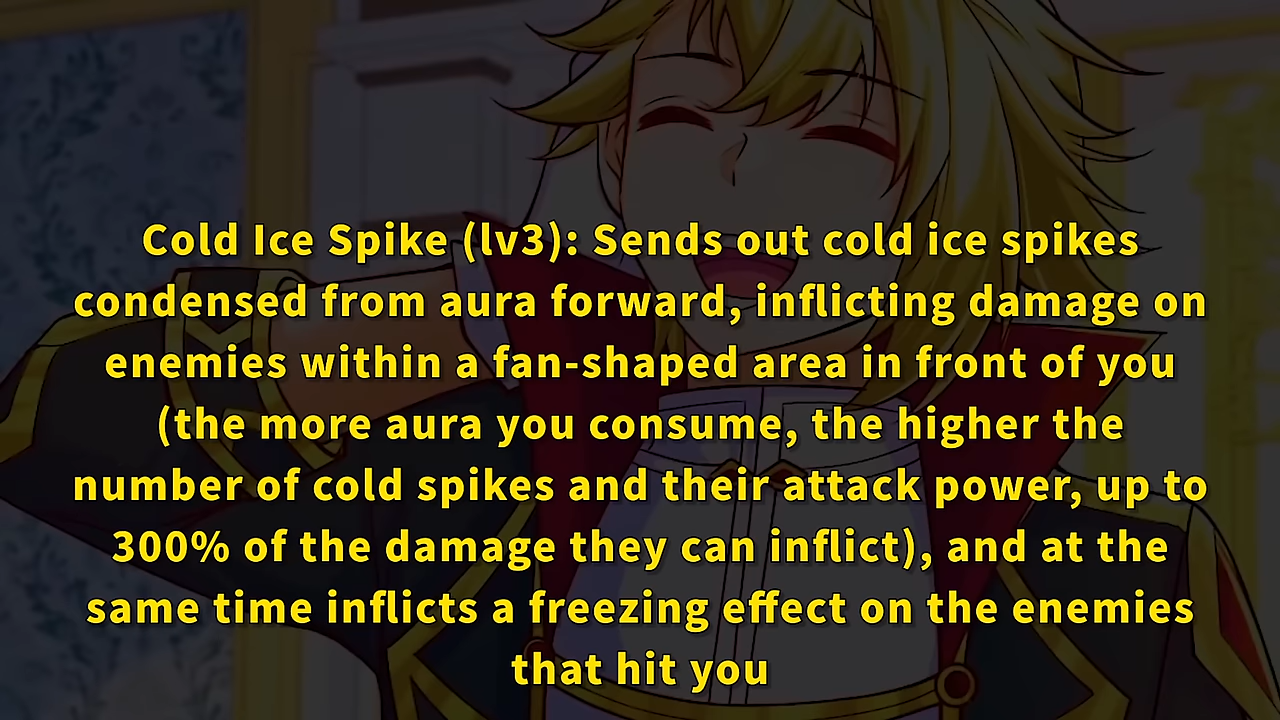 Cold Ice Spike (lv3): Sends out cold ice spikes
condensed from aura forward, inflicting damage on
enemies within a fan-shaped area in front of you
(the more aura you consume, the higher the
number of cold spikes and their attack power, up to
300% of the damage they can inflict), and at the
same time inflicts a freezing effect on the enemies
that hit you